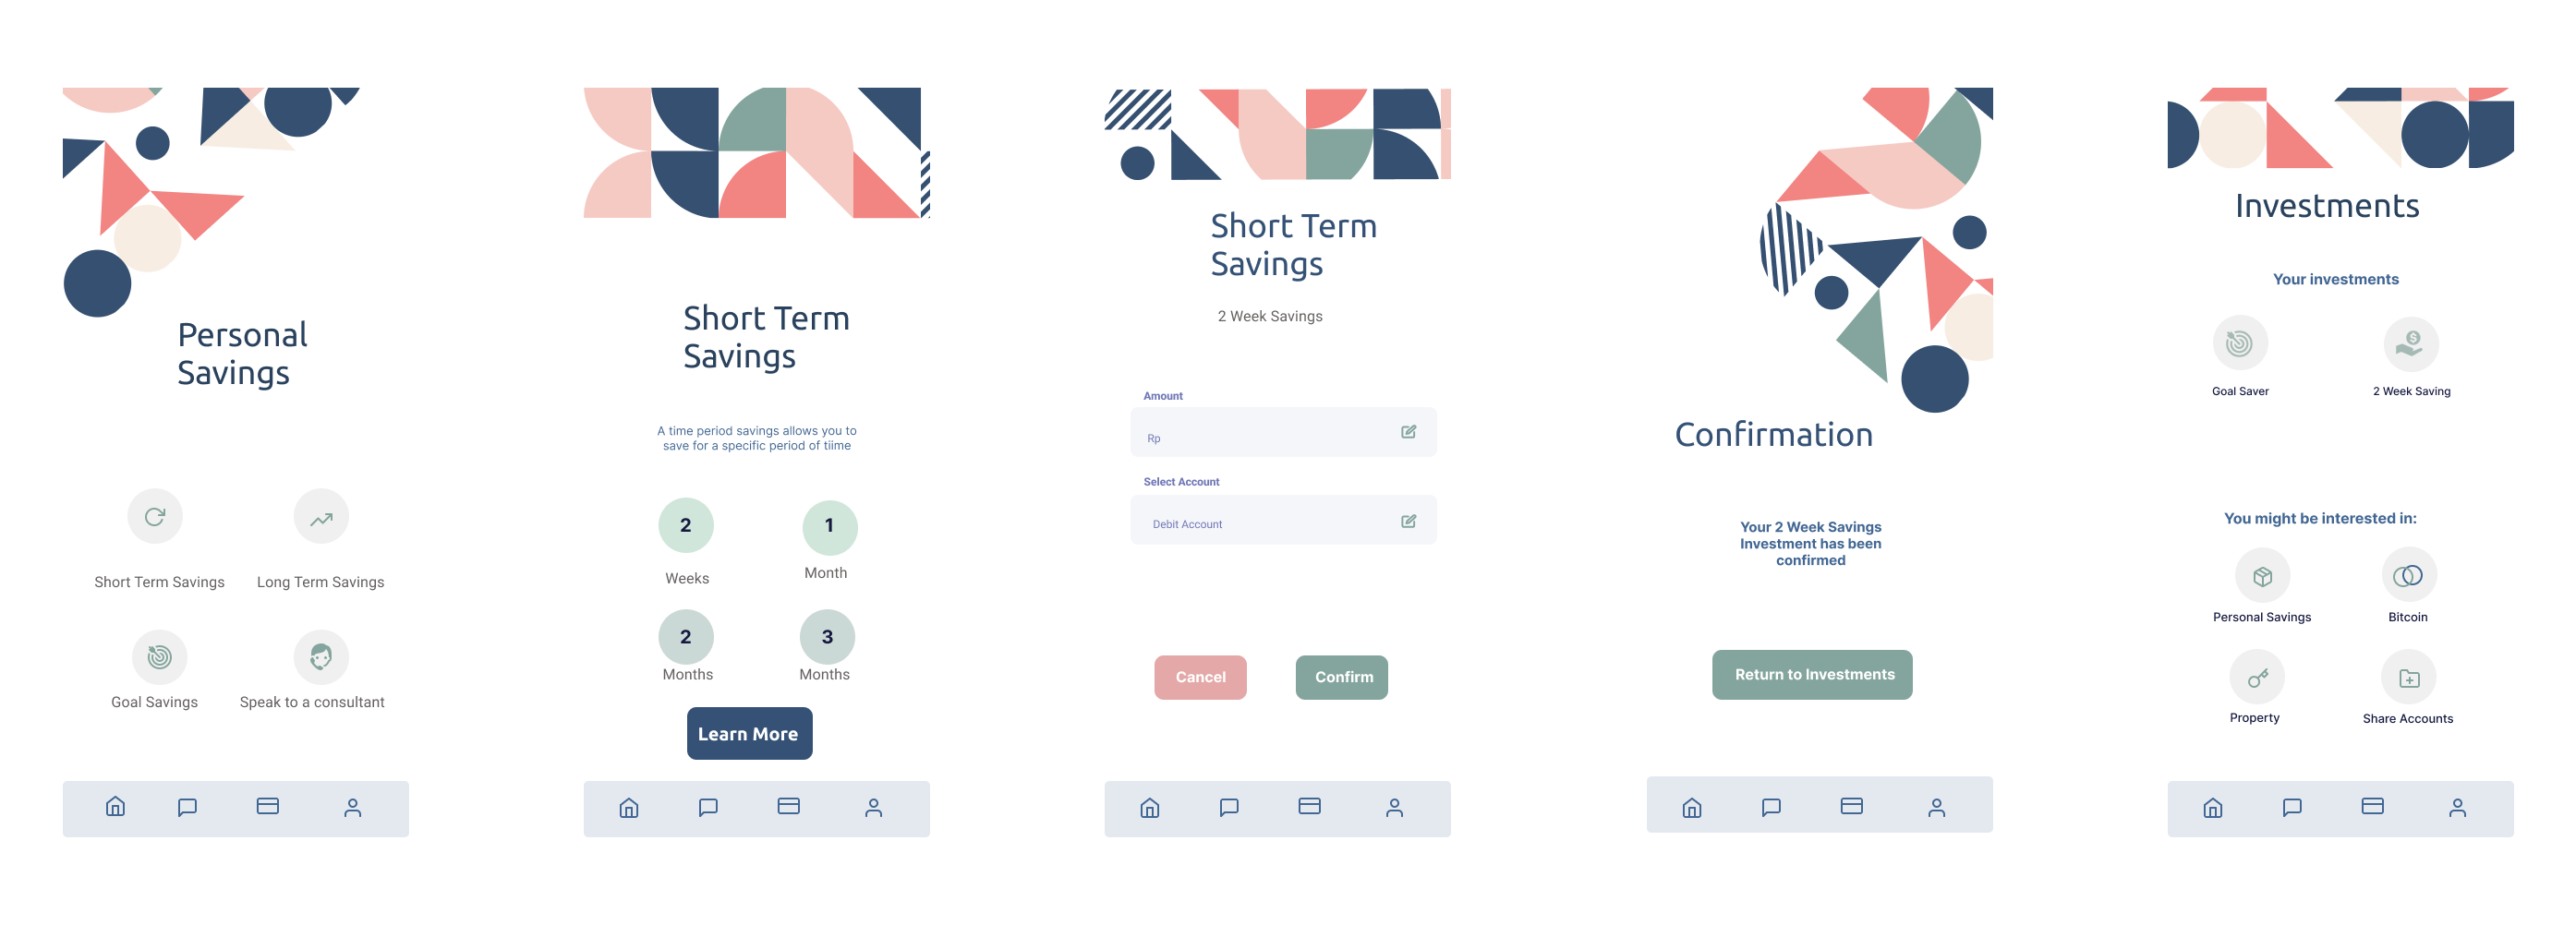 Personal
Savings
Short Term Savings
Long Term Savings
Goal Savings
Speak to a consultant
Short Term
Savings
A time period savings allows you to
save for a specific period of tiime
2
1
Weeks
Month
2
3
Months
Months
Learn More
Short Term
Savings
2 Week Savings
Amount
Rp
Select Account
Debit Account
Cancel
Confirm
Confirmation
Your 2 Week Savings
Investment has been
confirmed
Return to Investments
Investments
Your investments
Goal Saver
2 Week Saving
You might be interested in:
Personal Savings
Bitcoin
Property
Share Accounts